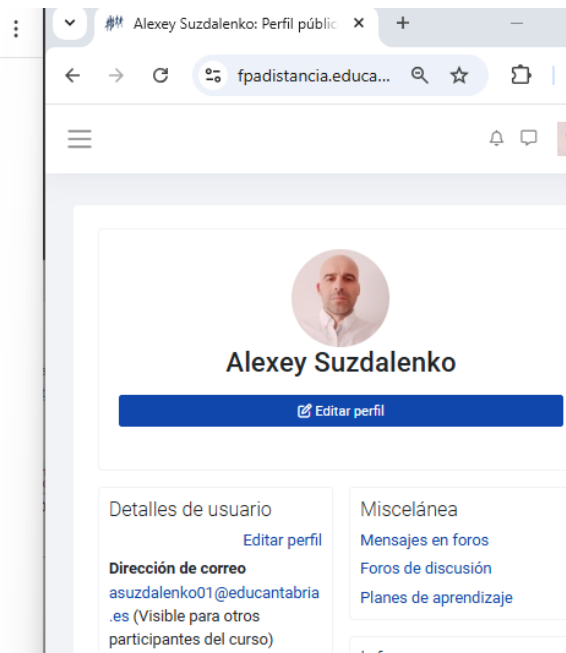 Alexey Suzdalenko: Perfil públic
fpadistancia.educa...
Alexey Suzdalenko
Editar perfil
Detalles de usuario
Editar perfil
Dirección de correo
asuzdalenko01@educantabria
.es (Visible para otros
participantes del curso)
Miscelánea
Mensajes en foros
Foros de discusión
Planes de aprendizaje